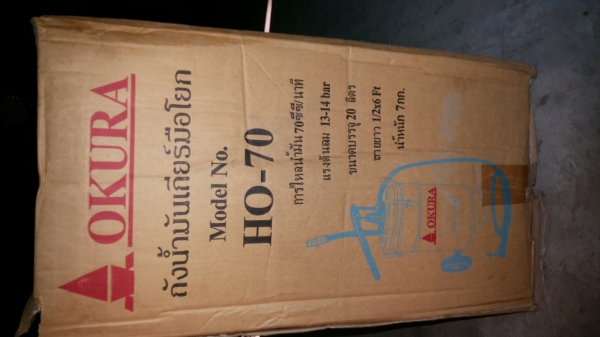 OKURA
ถังน้ำมันเกียร์มือโยก
Model No.
HO-70
การไหลน้ำมัน 70ซีซี/นาที
แรงดันลม 13-14 bar
ขนาดบรรจุ 20 ลิตร
สายยาว 1/2x6 Ft
น้ำหนัก 7กก.
OKURA